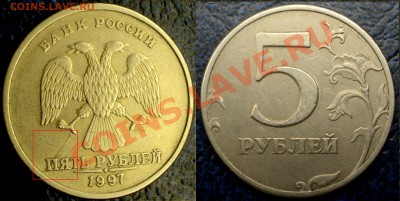 COINS.LAVE.RU
БАНК РОССИИ
ПЯТЬ РУБЛЕЙ
1997
5
РУБЛЕЙ
COINS.LAVE.RU